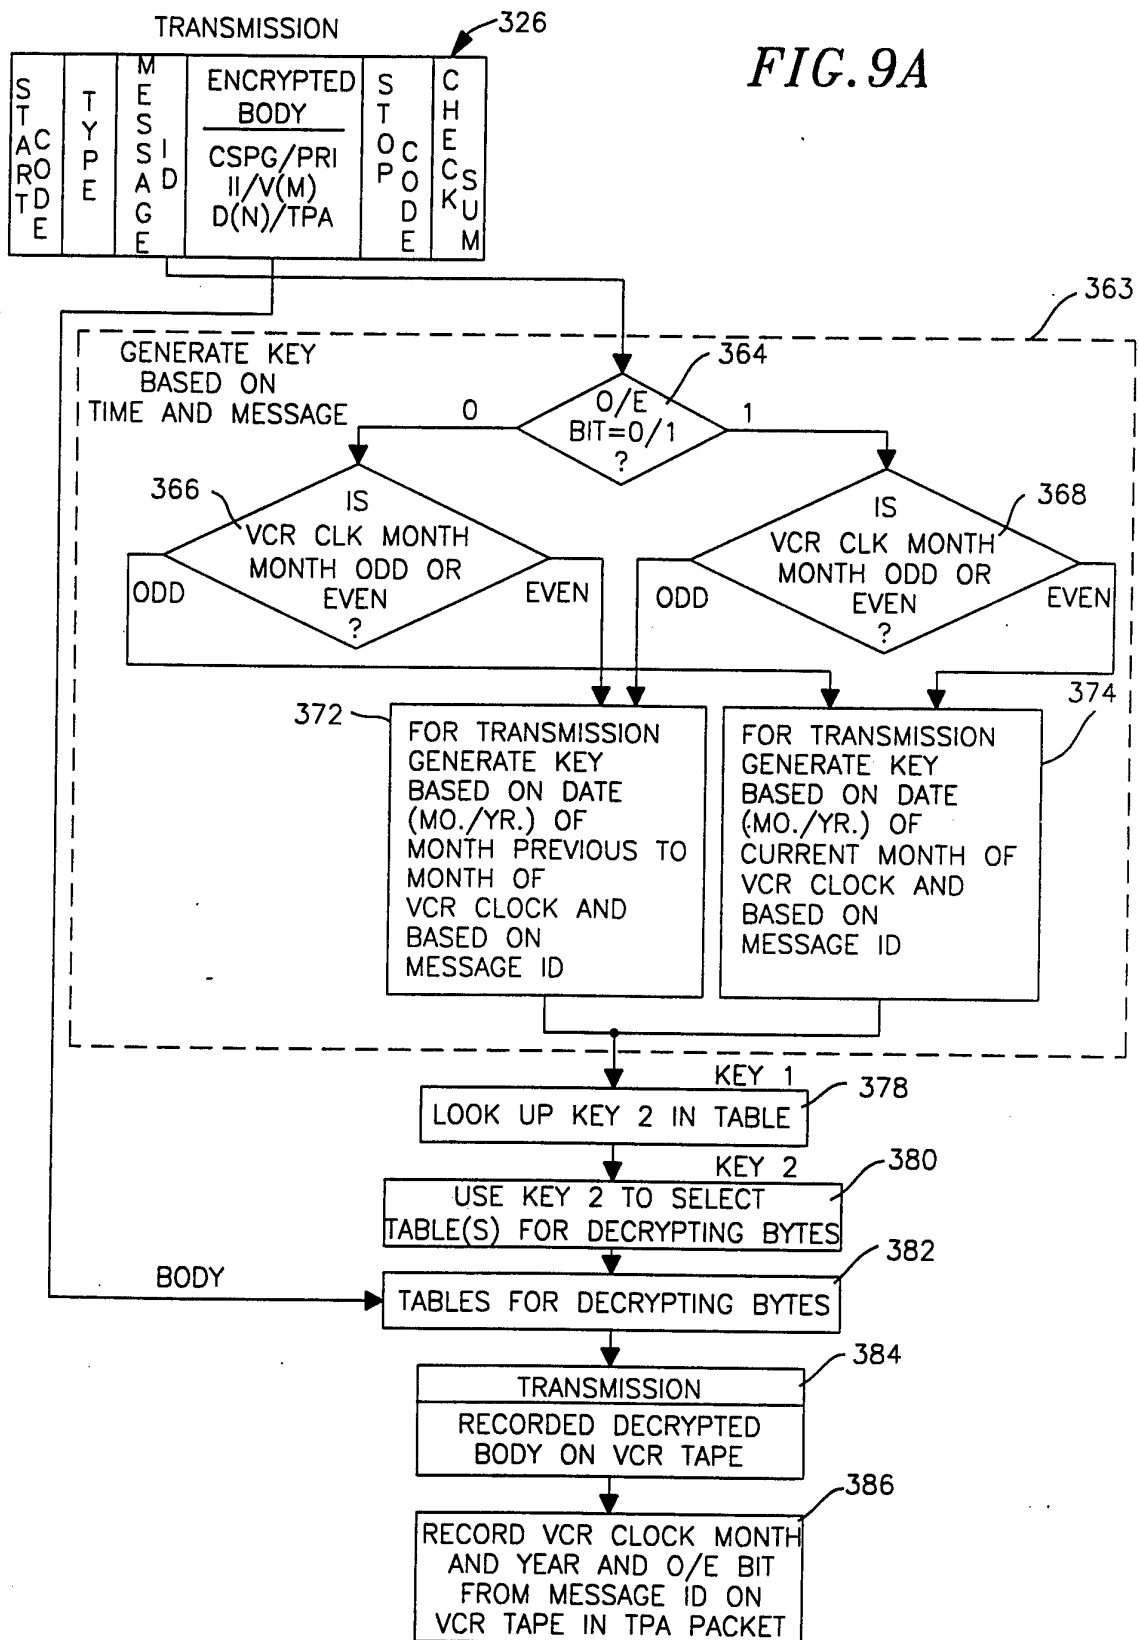 TRANSMISSION
326
FIG. 9A
START CODE
TYPE
MESSAGE ID
ENCRYPTED
BODY
CSPG/PRI
II/V(M)
D(N)/TPA
STOP CODE
CHECK SUM
363
GENERATE KEY
BASED ON
TIME AND MESSAGE
364
O/E
BIT=0/1
?
0
1
366
IS
VCR CLK MONTH
MONTH ODD OR
EVEN
?
ODD
EVEN
368
IS
VCR CLK MONTH
MONTH ODD OR
EVEN
?
ODD
EVEN
372
FOR TRANSMISSION
GENERATE KEY
BASED ON DATE
(MO./YR.) OF
MONTH PREVIOUS TO
MONTH OF
VCR CLOCK AND
BASED ON
MESSAGE ID
374
FOR TRANSMISSION
GENERATE KEY
BASED ON DATE
(MO./YR.) OF
CURRENT MONTH OF
VCR CLOCK AND
BASED ON
MESSAGE ID
KEY 1
378
LOOK UP KEY 2 IN TABLE
KEY 2
380
USE KEY 2 TO SELECT
TABLE(S) FOR DECRYPTING BYTES
382
BODY
TABLES FOR DECRYPTING BYTES
384
TRANSMISSION
RECORDED DECRYPTED
BODY ON VCR TAPE
386
RECORD VCR CLOCK MONTH
AND YEAR AND O/E BIT
FROM MESSAGE ID ON
VCR TAPE IN TPA PACKET